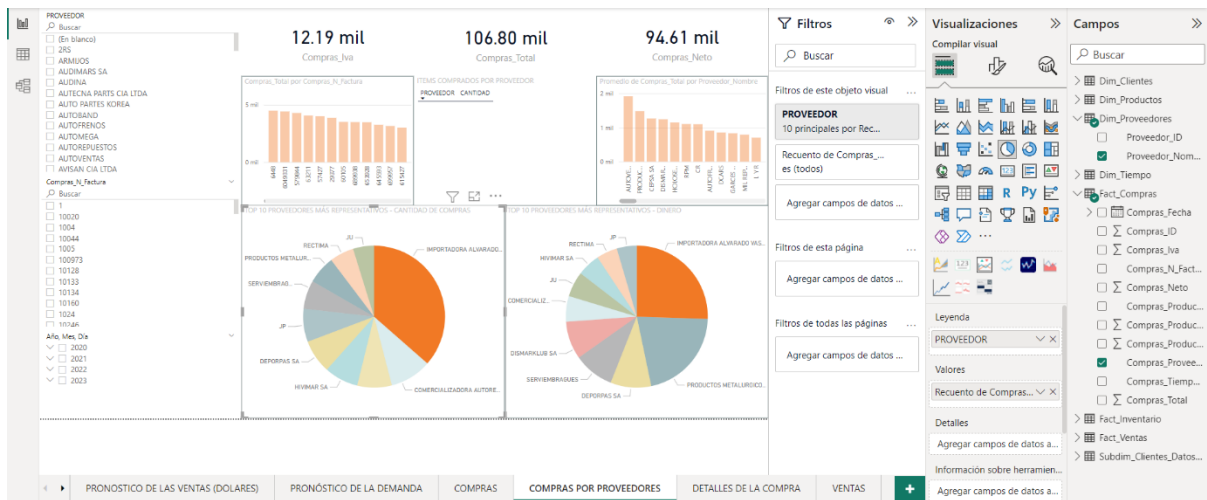 PROVEEDOR
Buscar
(En blanco)
2RS
ARMIJOS
AUDIMARS SA
AUDINA
AUTECNA PARTS CIA LTDA
AUTO PARTES KOREA
AUTOBAND
AUTOFRENOS
AUTOMEGA
AUTOREPUESTOS
AUTOVENTAS
AVISAN CIA LTDA
Compras_N_Factura
Buscar
1
10020
1004
10044
1005
100973
10128
10133
10134
10160
1024
10246
Año, Mes, Día
2020
2021
2022
2023
12.19 mil
Compras_Iva
106.80 mil
Compras_Total
94.61 mil
Compras_Neto
Compras_Total por Compras_N_Factura
5 mil
0 mil
ITEMS COMPRADOS POR PROVEEDOR
PROVEEDOR CANTIDAD
Promedio de Compras_Total por Proveedor_Nombre
2 mil
1 mil
0 mil
CEPSA SA
RPM
CR
TOP 10 PROVEEDORES MÁS REPRESENTATIVOS - CANTIDAD DE COMPRAS
JU
RECTIMA
PRODUCTOS METALUR...
SERVIEMBRAG...
JP
DEPORPAS SA
HIVIMAR SA
IMPORTADORA ALVARADO...
COMERCIALIZADORA AUTORE...
TOP 10 PROVEEDORES MÁS REPRESENTATIVOS - DINERO
JP
RECTIMA
HIVIMAR SA
JU
COMERCIALIZ...
DISMARKLUB SA
SERVIEMBRAGUES
DEPORPAS SA
IMPORTADORA ALVARADO VAS...
PRODUCTOS METALURGICO...
Filtros
Buscar
Filtros de este objeto visual
...
PROVEEDOR
10 principales por Rec...
Recuento de Compras_...
es (todos)
Agregar campos de datos ...
Filtros de esta página
...
Agregar campos de datos ...
Filtros de todas las páginas
...
Agregar campos de datos ...
Visualizaciones
Compilar visual
R Py
123
...
Leyenda
PROVEEDOR
Valores
Recuento de Compras...
Detalles
Agregar campos de datos a...
Información sobre herramien...
Agregar campos de datos a...
Campos
Buscar
Dim_Clientes
Dim_Productos
Dim_Proveedores
Proveedor_ID
Proveedor_Nom...
Dim_Tiempo
Fact_Compras
Compras_Fecha
Compras_ID
Compras_Iva
Compras_N_Fact...
Compras_Neto
Compras_Produc...
Compras_Produc...
Compras_Produc...
Compras_Provee...
Compras_Tiemp...
Compras_Total
Fact_Inventario
Fact_Ventas
Subdim_Clientes_Datos...
PRONOSTICO DE LAS VENTAS (DOLARES)
PRONÓSTICO DE LA DEMANDA
COMPRAS
COMPRAS POR PROVEEDORES
DETALLES DE LA COMPRA
VENTAS